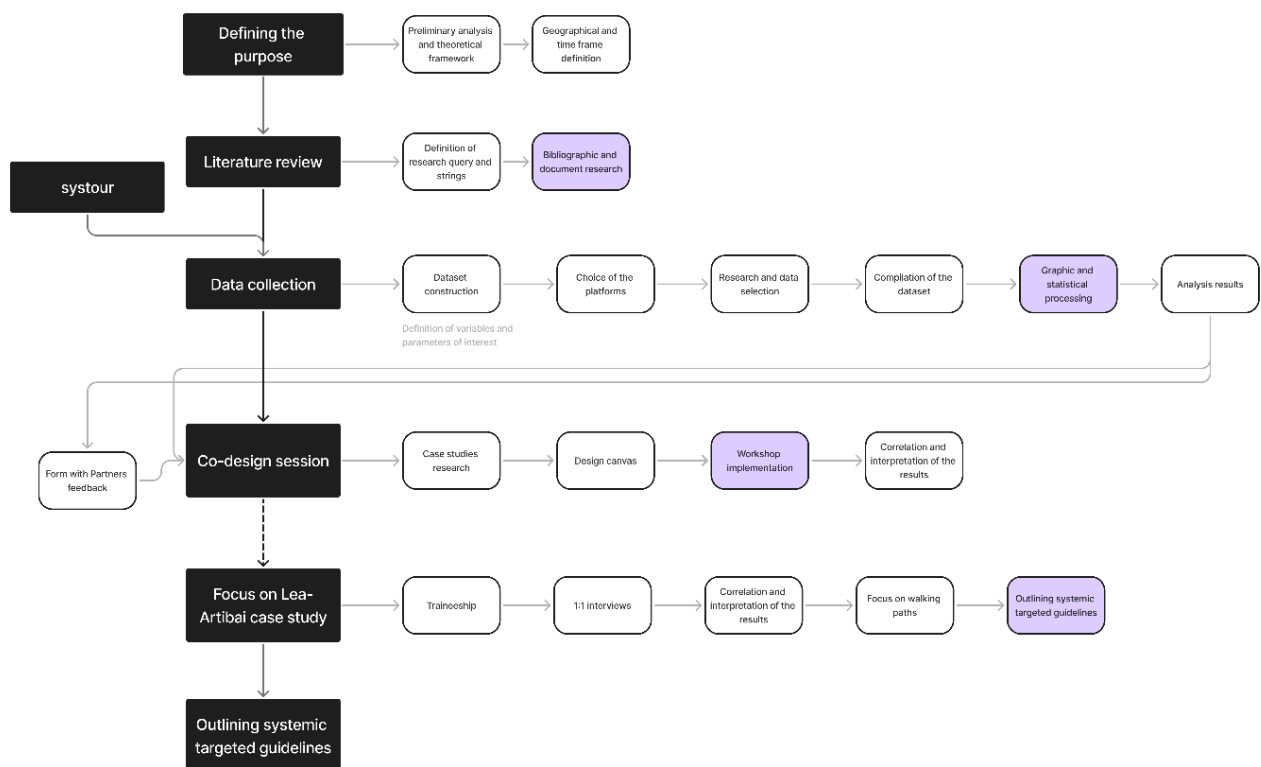 Defining the
purpose
Preliminary analysis
and theoretical
framework
Geographical and
time frame
definition
Literature review
Definition of
research query and
strings
Bibliographic and
document research
systour
Data collection
Dataset
construction
Choice of the
platforms
Research and data
selection
Compilation of the
dataset
Graphic and
statistical
processing
Analysis results
Definition of variables and
parameters of interest
Form with Partners
feedback
Co-design session
Case studies
research
Design canvas
Workshop
implementation
Correlation and
interpretation of the
results
Focus on Lea-
Artibai case study
Traineeship
1:1 interviews
Correlation and
interpretation of the
results
Focus on walking
paths
Outlining systemic
targeted guidelines
Outlining systemic
targeted guidelines